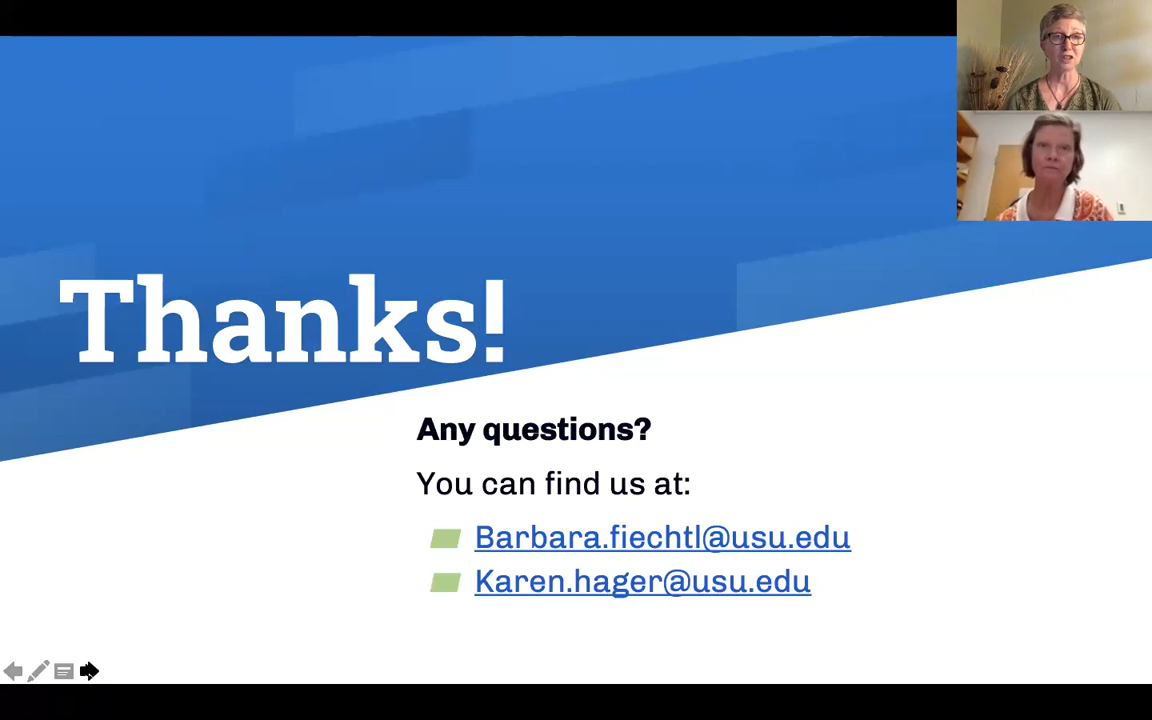 Thanks!
Any questions?
You can find us at:
Barbara.fiechtl@usu.edu
Karen.hager@usu.edu